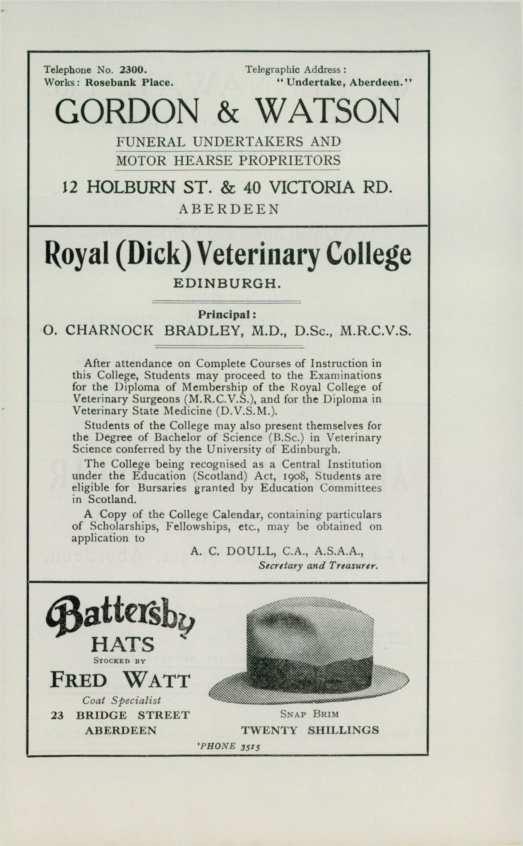 Telephone No. 2300. Telegraphic Address :
Works: Rosebank Place. "Undertake, Aberdeen."
GORDON & WATSON
FUNERAL UNDERTAKERS AND
MOTOR HEARSE PROPRIETORS
12 HOLBURN ST. & 40 VICTORIA RD.
ABERDEEN
Royal (Dick) Veterinary College
EDINBURGH.
Principal :
O. CHARNOCK BRADLEY, M.D., D.Sc., M.R.C.V.S.
After attendance on Complete Courses of Instruction in
this College, Students may proceed to the Examinations
for the Diploma of Membership of the Royal College of
Veterinary Surgeons (M.R.C.V.S.), and for the Diploma in
Veterinary State Medicine (D.V.S.M.).
Students of the College may also present themselves for
the Degree of Bachelor of Science (B.Sc.) in Veterinary
Science conferred by the University of Edinburgh.
The College being recognised as a Central Institution
under the Education (Scotland) Act, 1908, Students are
eligible for Bursaries granted by Education Committees
in Scotland.
A Copy of the College Calendar, containing particulars
of Scholarships, Fellowships, etc., may be obtained on
application to
A. C. DOULL, C.A., A.S.A.A.,
Secretary and Treasurer.
Battersby
HATS
STOCKED BY
FRED WATT
Coat Specialist
23 BRIDGE STREET
ABERDEEN
SNAP BRIM
TWENTY SHILLINGS
'PHONE 3515